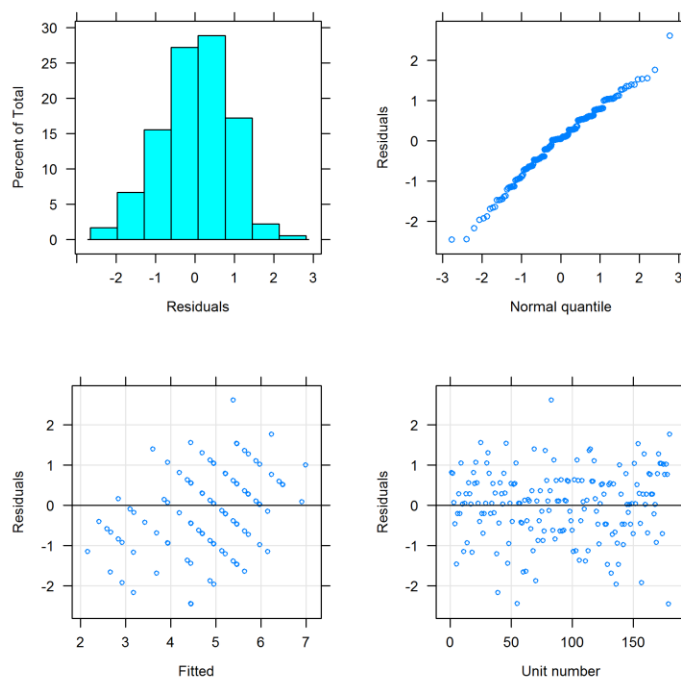 Percent of Total
30
25
20
15
10
5
0
-2 -1 0 1 2 3
Residuals
Residuals
2
1
0
-1
-2
-3 -2 -1 0 1 2 3
Normal quantile
Residuals
2
1
0
-1
-2
2 3 4 5 6 7
Fitted
Residuals
2
1
0
-1
-2
0 50 100 150
Unit number